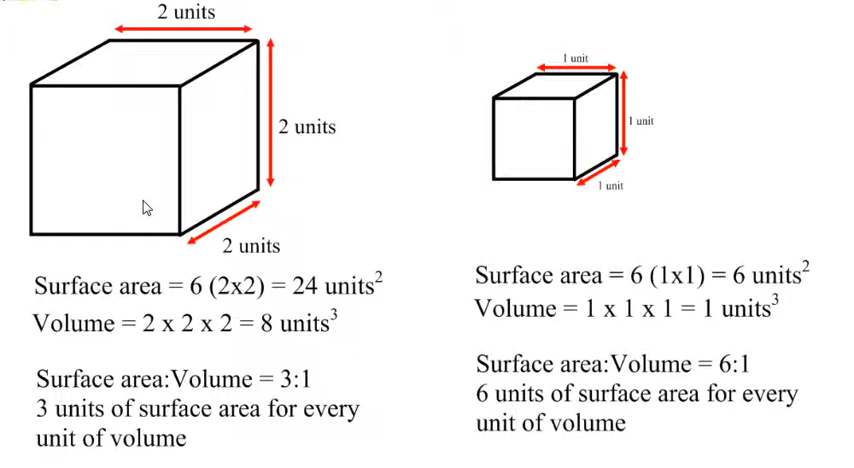 2 units
2 units
2 units
Surface area = 6 (2x2) = 24 units²
Volume = 2 x 2 x 2 = 8 units³
Surface area:Volume = 3:1
3 units of surface area for every
unit of volume
1 unit
1 unit
1 unit
Surface area = 6 (1x1) = 6 units²
Volume = 1 x 1 x 1 = 1 units³
Surface area:Volume = 6:1
6 units of surface area for every
unit of volume